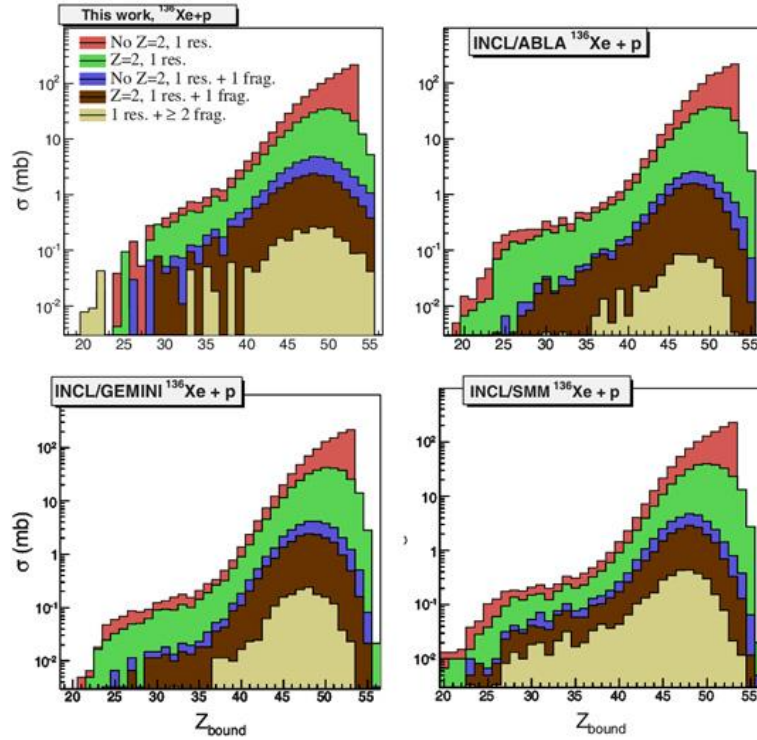 This work, ¹³⁶Xe+p
No Z=2, 1 res.
Z=2, 1 res.
No Z=2, 1 res. + 1 frag.
Z=2, 1 res. + 1 frag.
1 res. + ≥ 2 frag.
σ (mb)
10²
10
1
10⁻¹
10⁻²
20 25 30 35 40 45 50 55
INCL/ABLA ¹³⁶Xe + p
10²
10
1
10⁻¹
10⁻²
20 25 30 35 40 45 50 55
INCL/GEMINI ¹³⁶Xe + p
σ (mb)
10²
10
1
10⁻¹
10⁻²
20 25 30 35 40 45 50 55
Z_bound
INCL/SMM ¹³⁶Xe + p
10²
10
1
10⁻¹
10⁻²
20 25 30 35 40 45 50 55
Z_bound